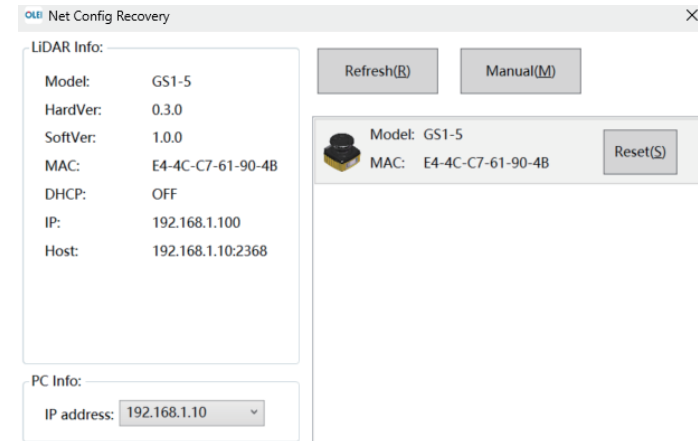 OLEI Net Config Recovery
LiDAR Info:
Model: GS1-5
HardVer: 0.3.0
SoftVer: 1.0.0
MAC: E4-4C-C7-61-90-4B
DHCP: OFF
IP: 192.168.1.100
Host: 192.168.1.10:2368
PC Info:
IP address: 192.168.1.10
Refresh(R) Manual(M)
Model: GS1-5
MAC: E4-4C-C7-61-90-4B
Reset(S)